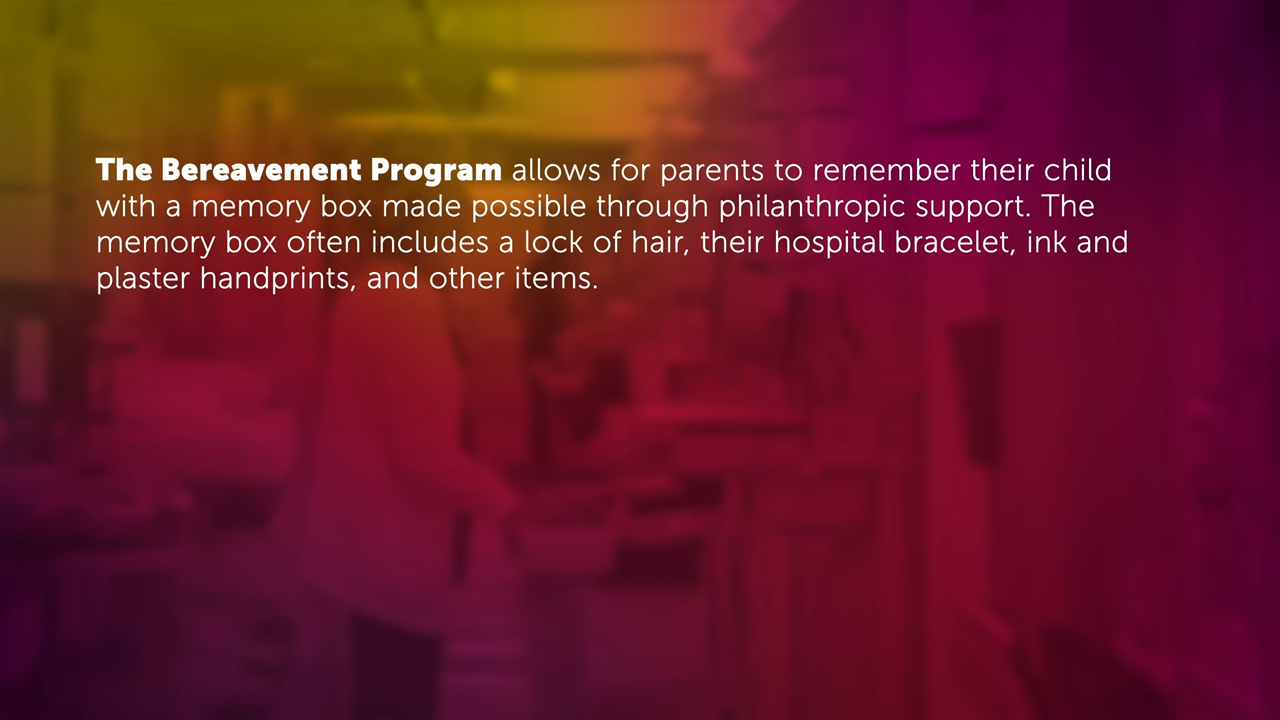 The Bereavement Program allows for parents to remember their child
with a memory box made possible through philanthropic support. The
memory box often includes a lock of hair, their hospital bracelet, ink and
plaster handprints, and other items.